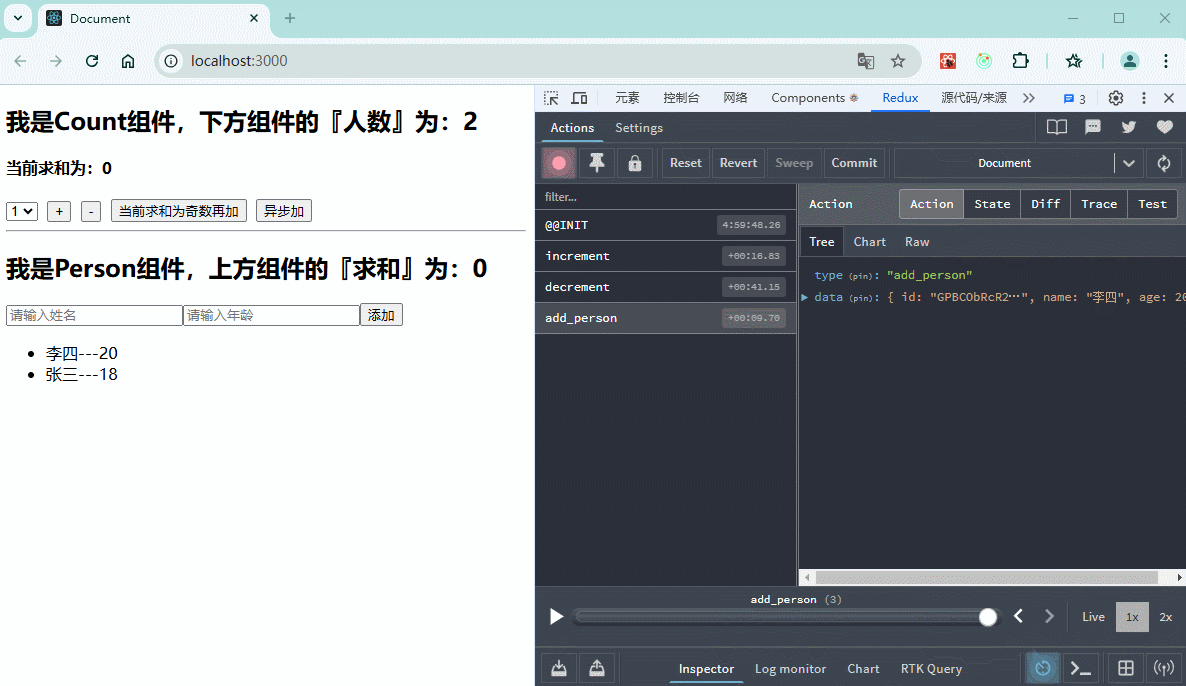 Document
localhost:3000
我是Count组件，下方组件的『人数』为：2
当前求和为：0
1 + - 当前求和为奇数再加 异步加
我是Person组件，上方组件的『求和』为：0
请输入姓名 请输入年龄 添加
李四---20
张三---18
元素 控制台 网络 Components Redux 源代码/来源 3
Actions Settings
Reset Revert Sweep Commit Document
filter...
@@INIT 4:59:48.26
increment +00:16.83
decrement +00:41.15
add_person +00:09.70
Action Action State Diff Trace Test
Tree Chart Raw
type (pin): "add_person"
data (pin): { id: "GPBCObRcR2…", name: "李四", age: 20
add_person (3)
Live 1x 2x
Inspector Log monitor Chart RTK Query